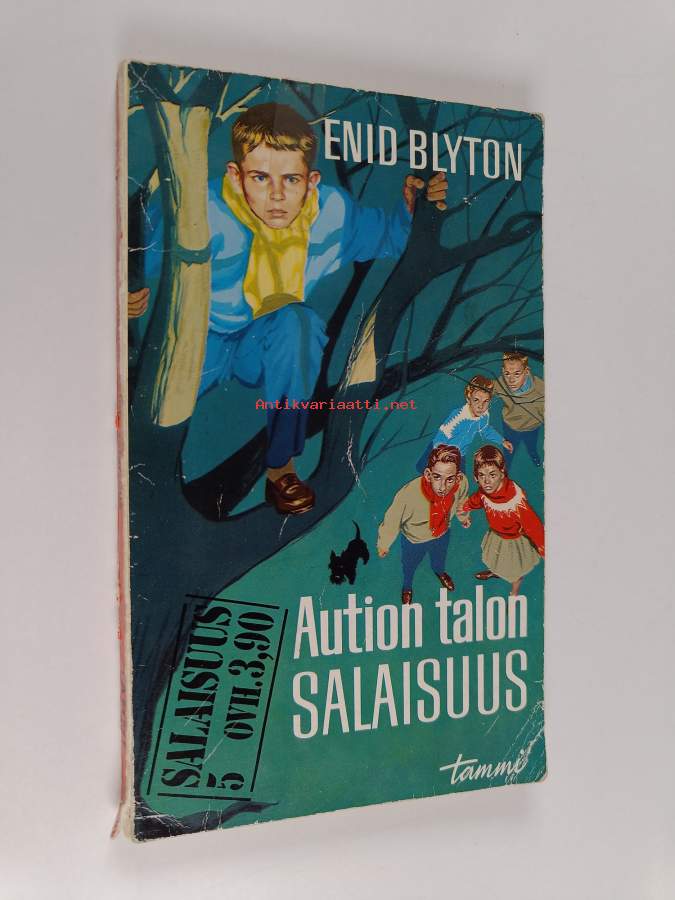 ENID BLYTON
Antikvariaatti.net
Aution talon
SALAISUUS
SALAISUUS
5 OVH. 3,90
tammi